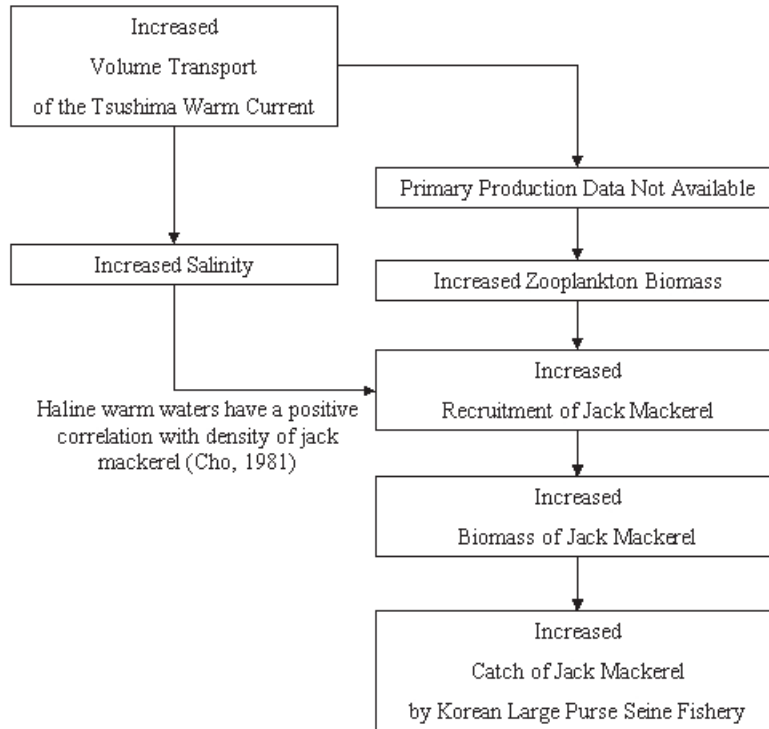 Increased
Volume Transport
of the Tsushima Warm Current
Primary Production Data Not Available
Increased Salinity
Increased Zooplankton Biomass
Increased
Recruitment of Jack Mackerel
Haline warm waters have a positive
correlation with density of jack
mackerel (Cho, 1981)
Increased
Biomass of Jack Mackerel
Increased
Catch of Jack Mackerel
by Korean Large Purse Seine Fishery